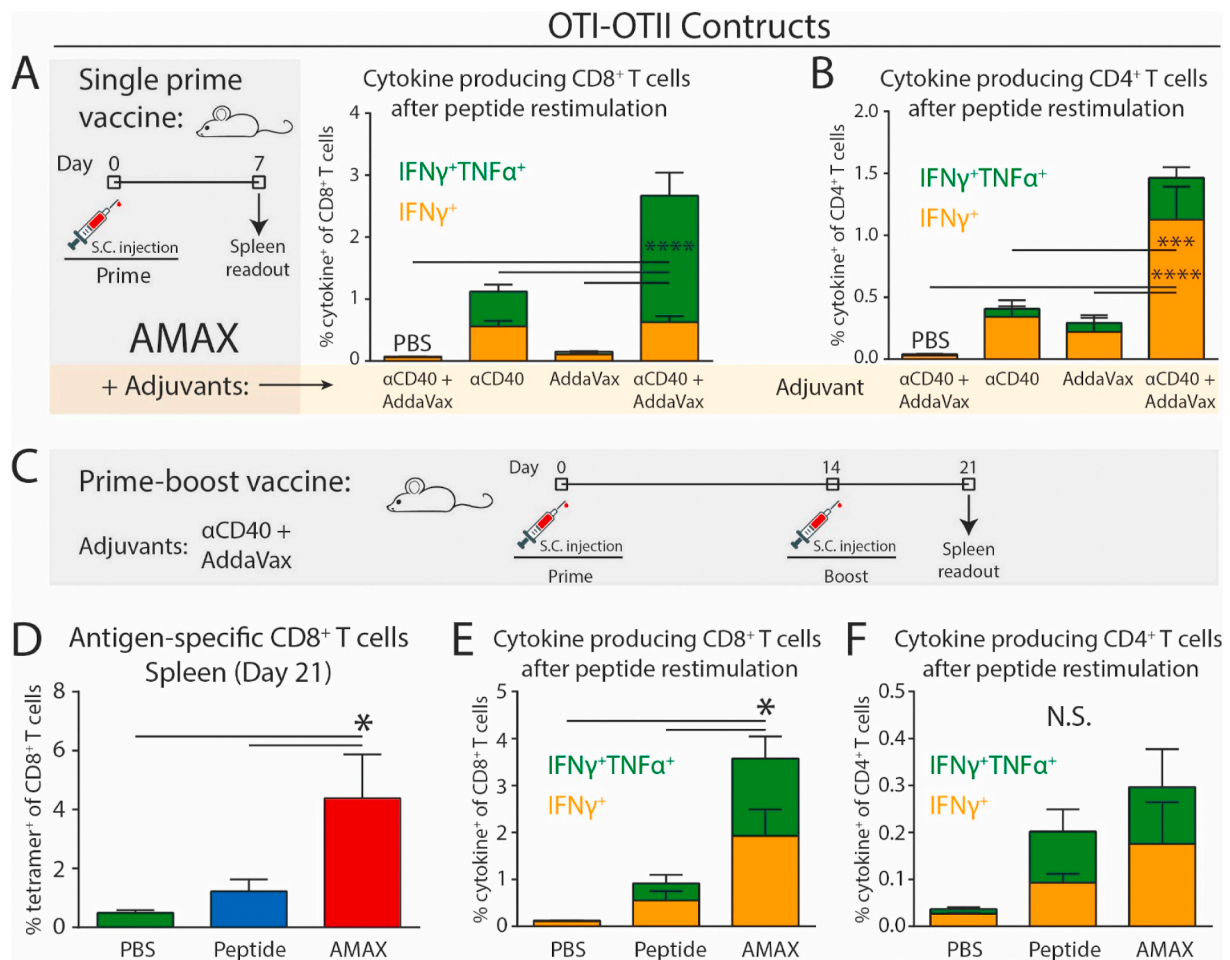 OTI-OTII Contructs
A
Single prime
vaccine:
Day 0 7
S.C. injection
Prime
Spleen
readout
AMAX
+ Adjuvants:
Cytokine producing CD8⁺ T cells
after peptide restimulation
% cytokine⁺ of CD8⁺ T cells
4
3
2
1
0
IFNγ⁺TNFα⁺
IFNγ⁺
****
PBS
αCD40 +
AddaVax
αCD40
AddaVax
αCD40 +
AddaVax
B
Cytokine producing CD4⁺ T cells
after peptide restimulation
% cytokine⁺ of CD4⁺ T cells
2.0
1.5
1.0
0.5
0.0
IFNγ⁺TNFα⁺
IFNγ⁺
***
****
PBS
Adjuvant
αCD40 +
AddaVax
αCD40
AddaVax
αCD40 +
AddaVax
C
Prime-boost vaccine:
Adjuvants: αCD40 +
AddaVax
Day 0 14 21
S.C. injection
Prime
S.C. injection
Boost
Spleen
readout
D
Antigen-specific CD8⁺ T cells
Spleen (Day 21)
% tetramer⁺ of CD8⁺ T cells
8
6
4
2
0
*
PBS Peptide AMAX
E
Cytokine producing CD8⁺ T cells
after peptide restimulation
% cytokine⁺ of CD8⁺ T cells
5
4
3
2
1
0
IFNγ⁺TNFα⁺
IFNγ⁺
*
PBS Peptide AMAX
F
Cytokine producing CD4⁺ T cells
after peptide restimulation
% cytokine⁺ of CD4⁺ T cells
0.5
0.4
0.3
0.2
0.1
0.0
N.S.
IFNγ⁺TNFα⁺
IFNγ⁺
PBS Peptide AMAX